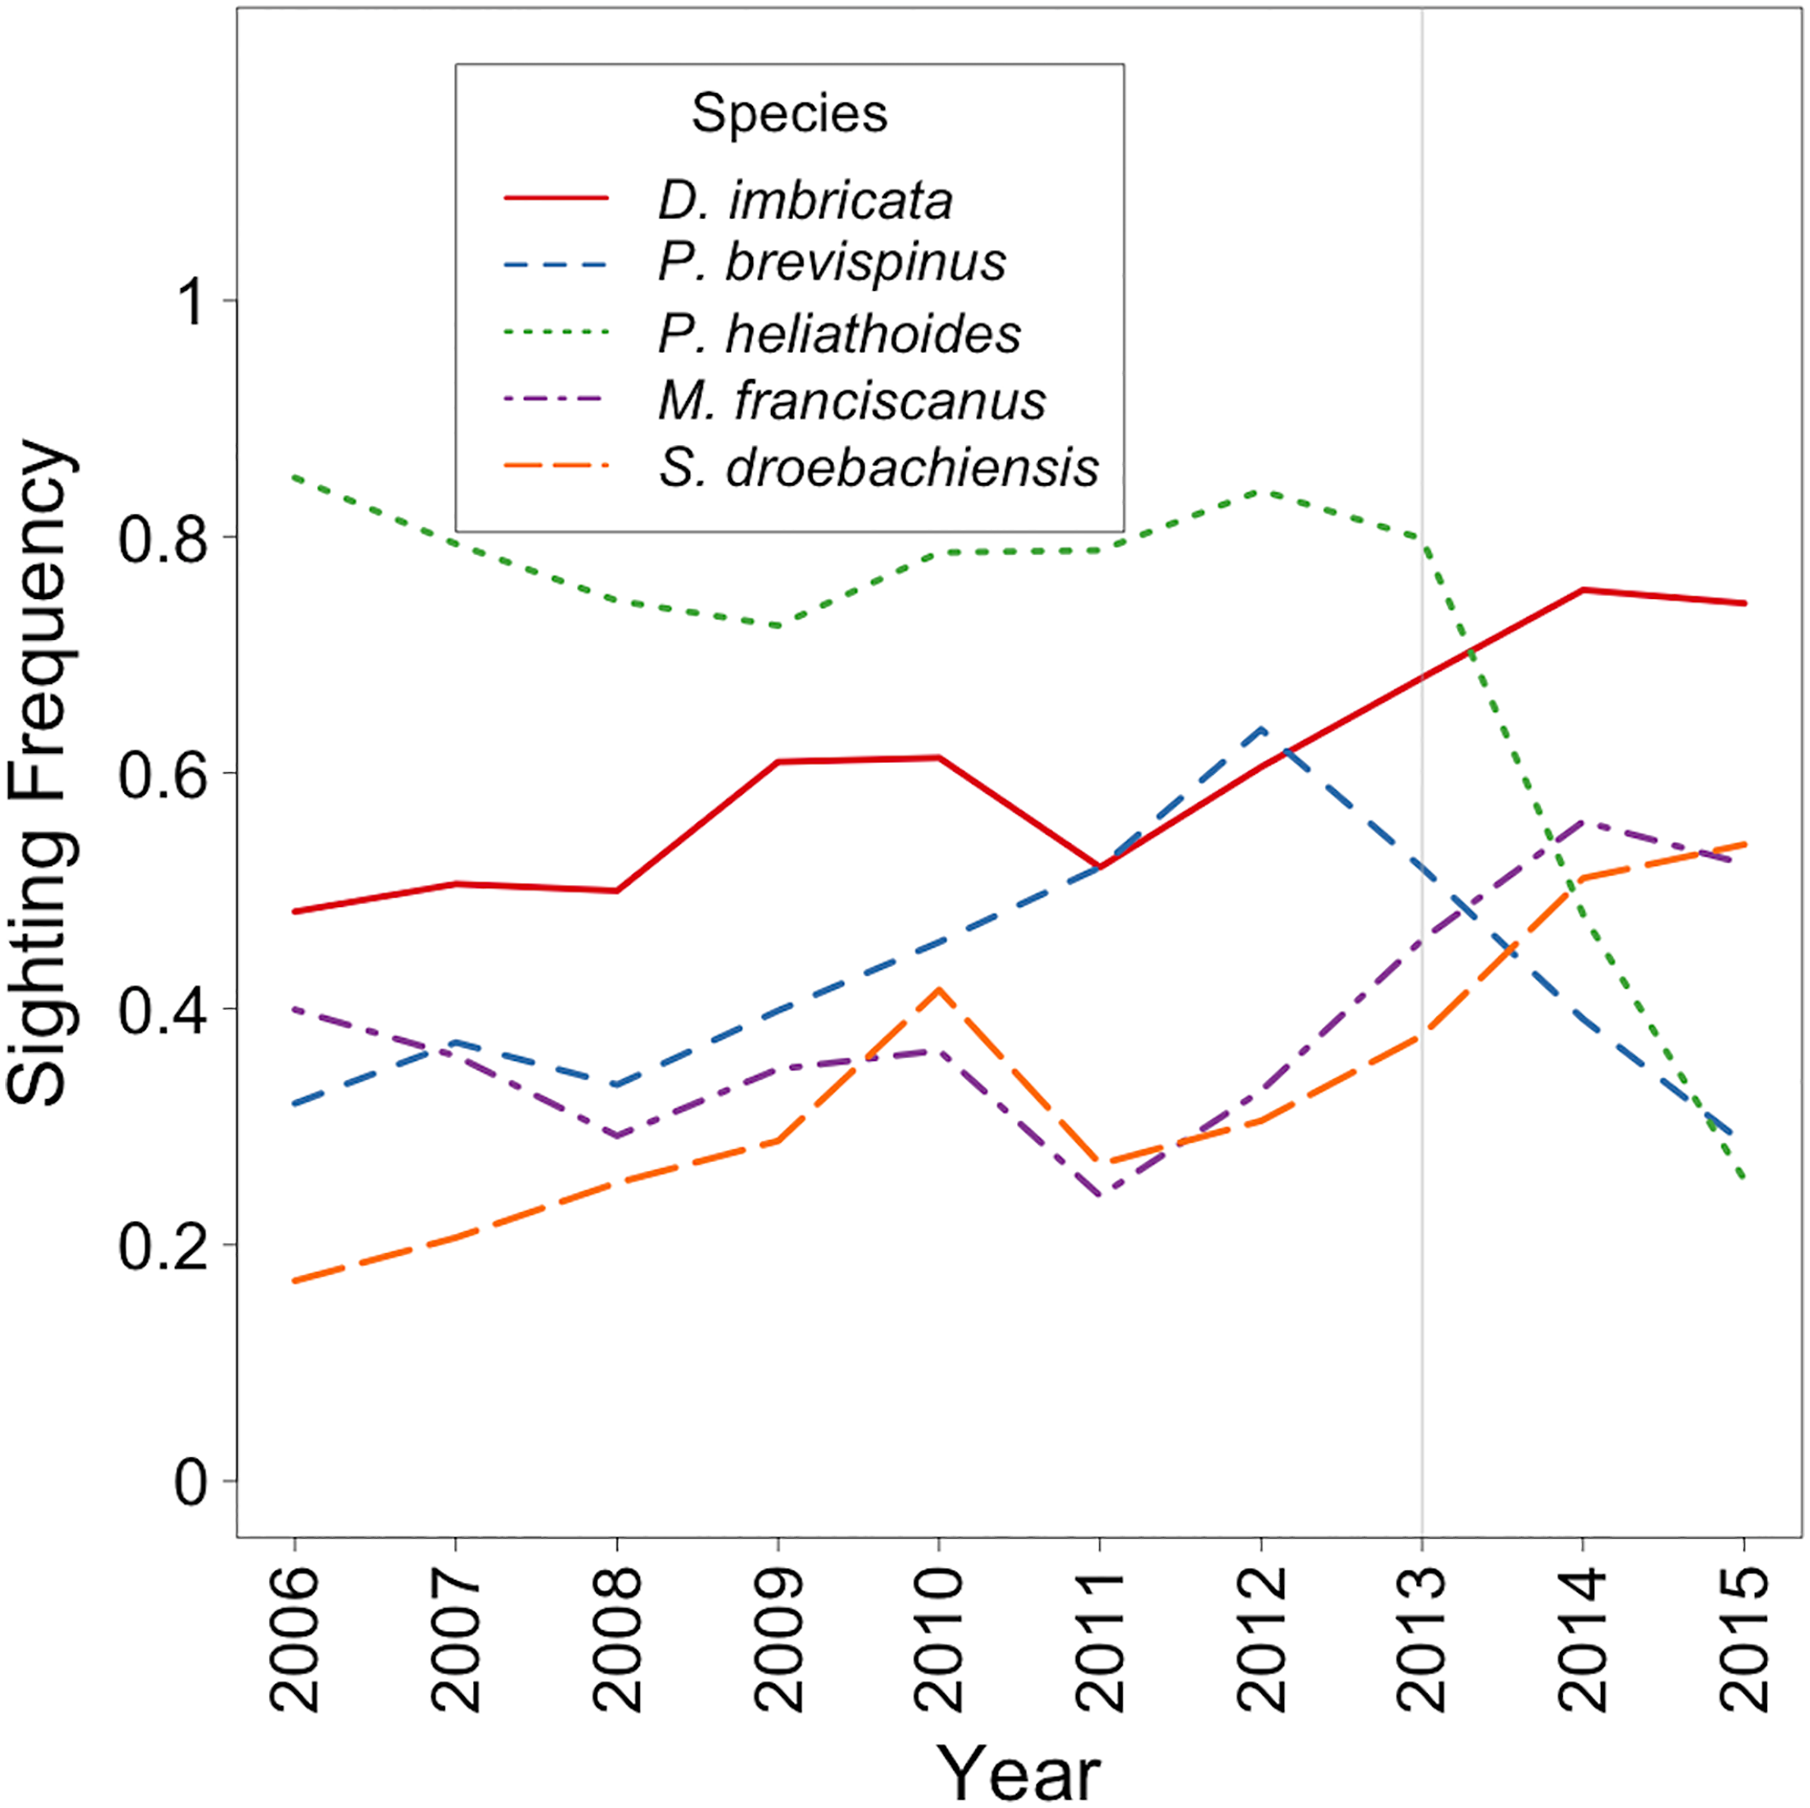 Species
D. imbricata
P. brevispinus
P. heliathoides
M. franciscanus
S. droebachiensis
Sighting Frequency
1
0.8
0.6
0.4
0.2
0
2006
2007
2008
2009
2010
2011
2012
2013
2014
2015
Year